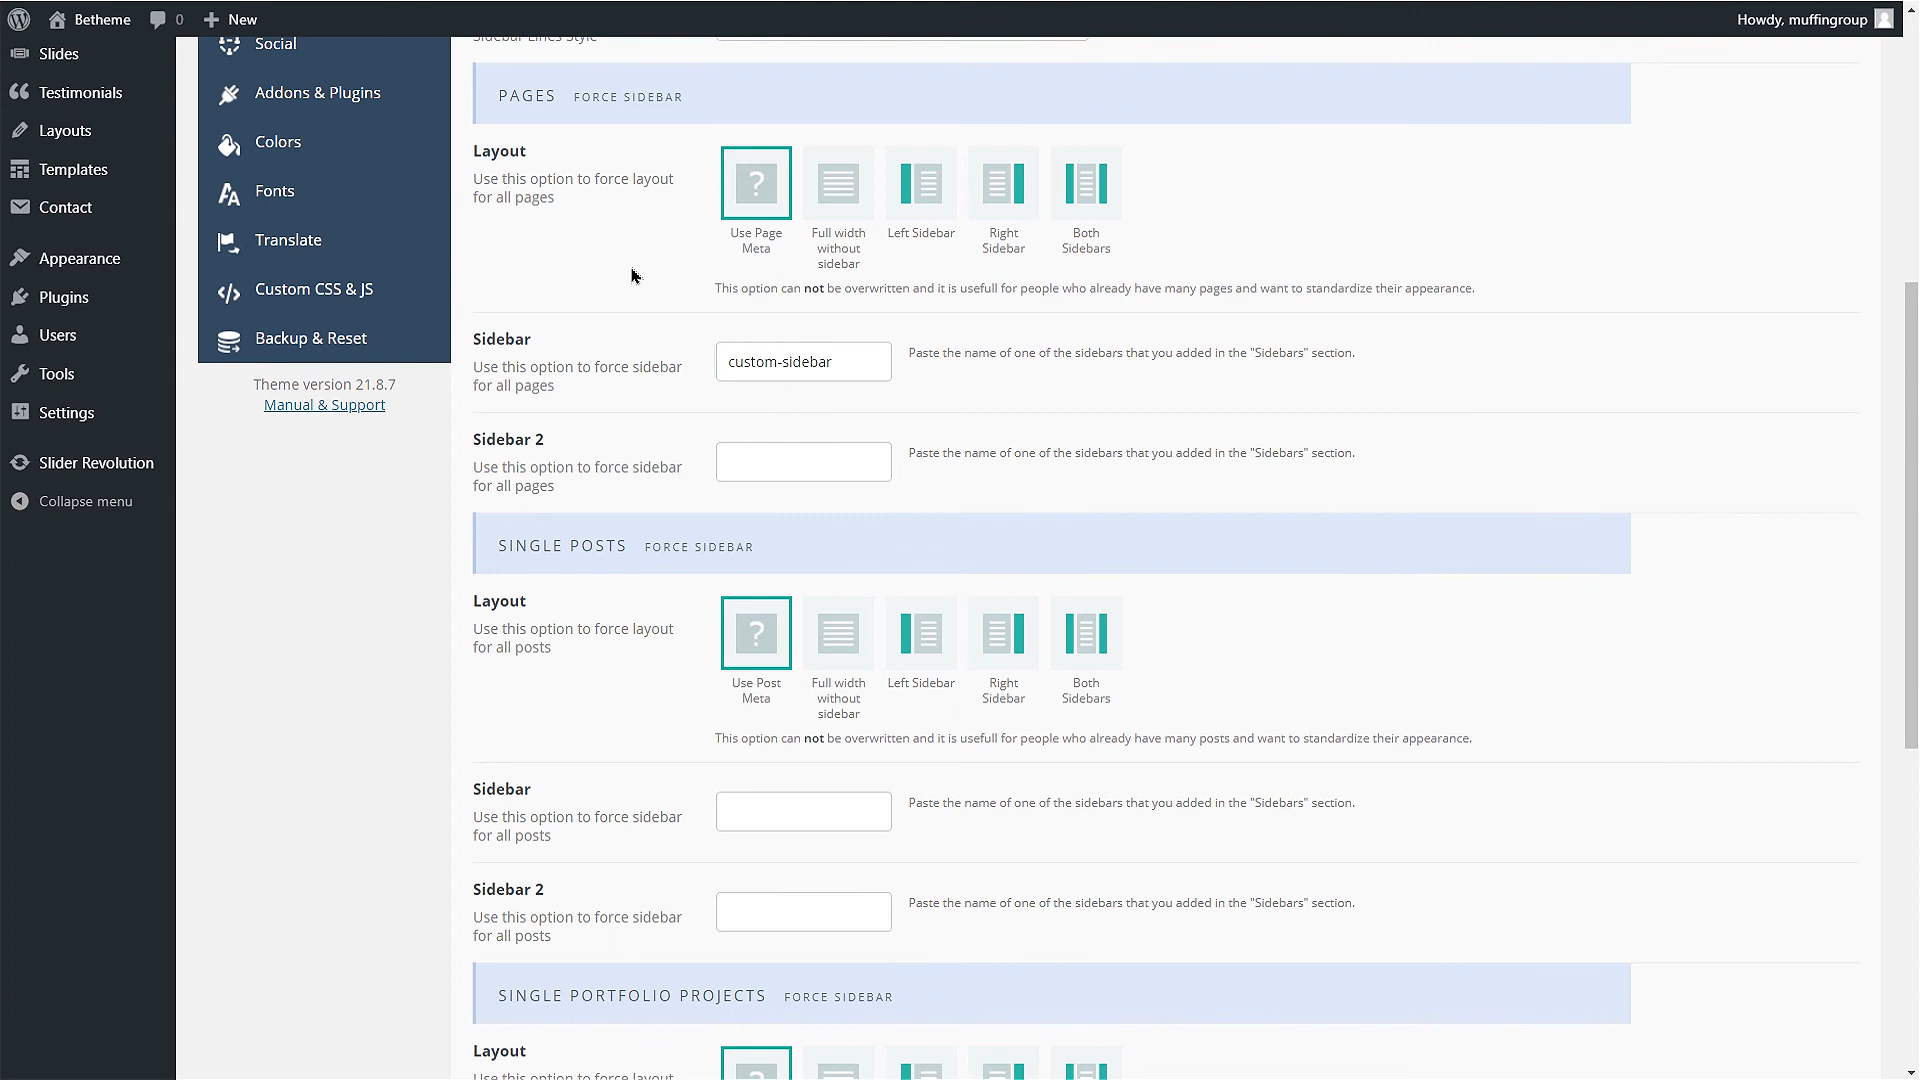 Betheme
0
New
Howdy, muffingroup
Slides
Testimonials
Layouts
Templates
Contact
Appearance
Plugins
Users
Tools
Settings
Slider Revolution
Collapse menu
Social
Addons & Plugins
Colors
Fonts
Translate
Custom CSS & JS
Backup & Reset
Theme version 21.8.7
Manual & Support
Sidebar Lines Style
PAGES FORCE SIDEBAR
Layout
Use this option to force layout
for all pages
?
Use Page
Meta
Full width
without
sidebar
Left Sidebar
Right
Sidebar
Both
Sidebars
This option can not be overwritten and it is usefull for people who already have many pages and want to standardize their appearance.
Sidebar
Use this option to force sidebar
for all pages
custom-sidebar
Paste the name of one of the sidebars that you added in the "Sidebars" section.
Sidebar 2
Use this option to force sidebar
for all pages
Paste the name of one of the sidebars that you added in the "Sidebars" section.
SINGLE POSTS FORCE SIDEBAR
Layout
Use this option to force layout
for all posts
?
Use Post
Meta
Full width
without
sidebar
Left Sidebar
Right
Sidebar
Both
Sidebars
This option can not be overwritten and it is usefull for people who already have many posts and want to standardize their appearance.
Sidebar
Use this option to force sidebar
for all posts
Paste the name of one of the sidebars that you added in the "Sidebars" section.
Sidebar 2
Use this option to force sidebar
for all posts
Paste the name of one of the sidebars that you added in the "Sidebars" section.
SINGLE PORTFOLIO PROJECTS FORCE SIDEBAR
Layout
Use this option to force layout
?